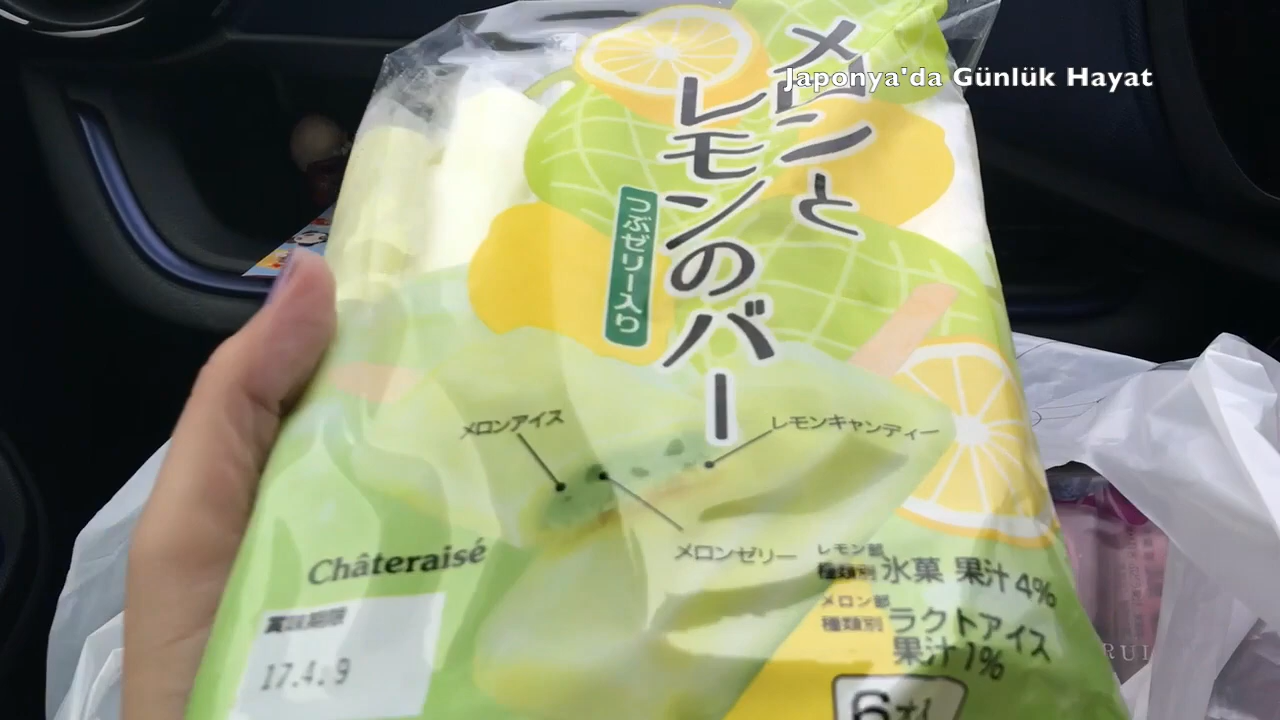 Japonya'da Günlük Hayat
メロンと
レモンのバー
つぶゼリー入り
メロンアイス
レモンキャンディー
メロンゼリー
Châteraisé
賞味期限
17.4.9
レモン部
種類別 氷菓 果汁4%
メロン部
種類別 ラクトアイス
果汁1%
6本
RUI